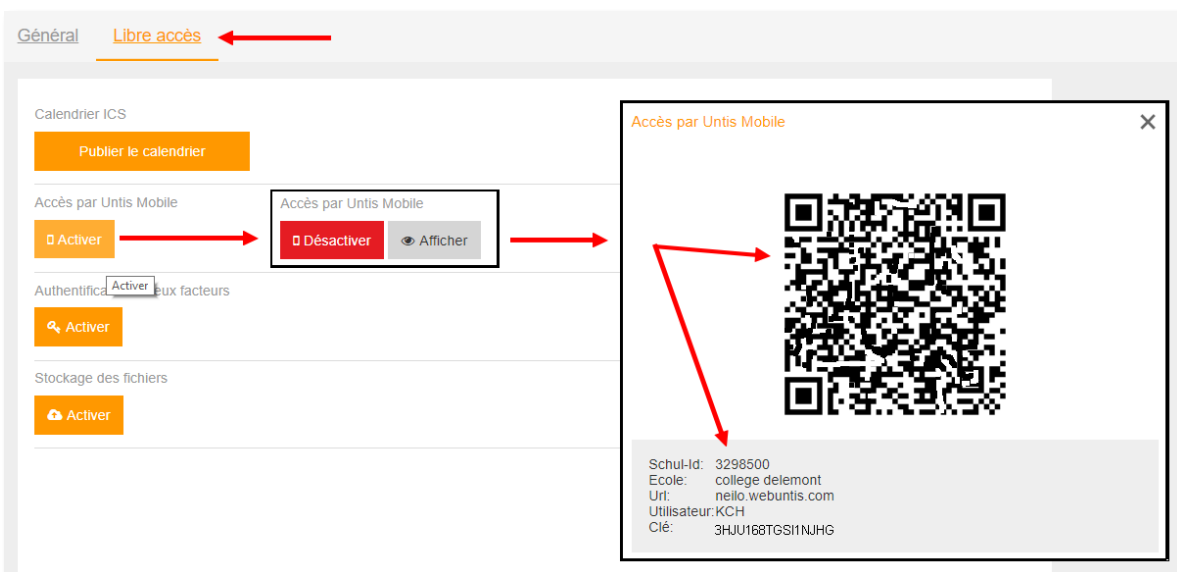 Général Libre accès
Calendrier ICS
Publier le calendrier
Accès par Untis Mobile
Activer
Accès par Untis Mobile
Désactiver Afficher
Activer
Authentifica eux facteurs
Activer
Stockage des fichiers
Activer
Accès par Untis Mobile
Schul-Id: 3298500
Ecole: college delemont
Url: neilo.webuntis.com
Utilisateur: KCH
Clé: 3HJU168TGSI1NJHG